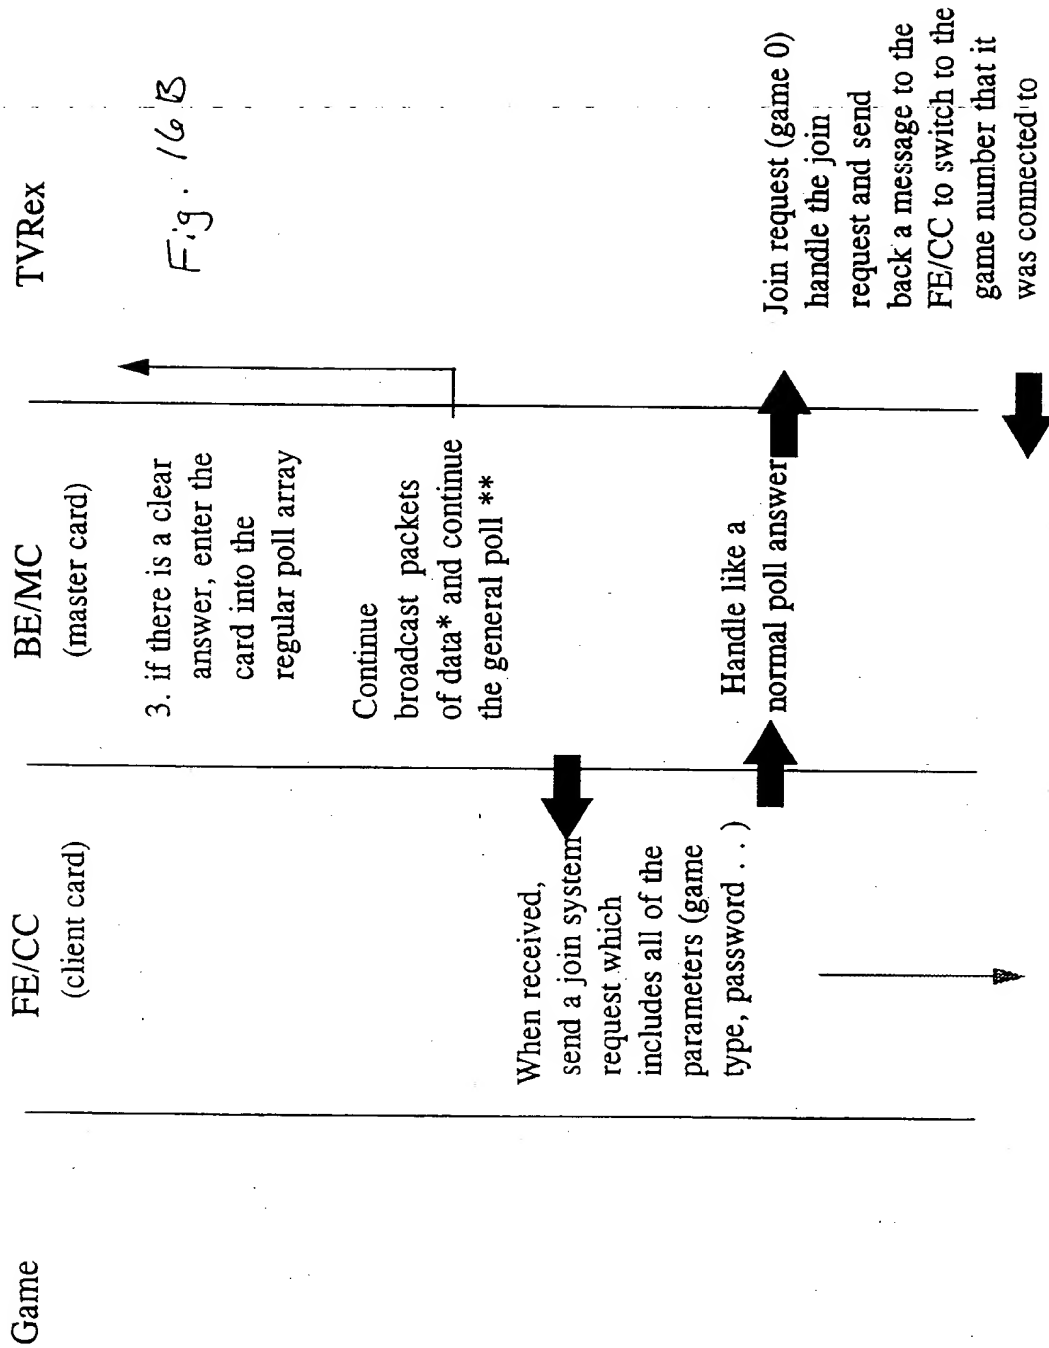 Game
FE/CC
(client card)
BE/MC
(master card)
TVRex
Fig. 16B
3. if there is a clear
answer, enter the
card into the
regular poll array
Continue
broadcast packets
of data* and continue
the general poll **
When received,
send a join system
request which
includes all of the
parameters (game
type, password . . )
Handle like a
normal poll answer
Join request (game 0)
handle the join
request and send
back a message to the
FE/CC to switch to the
game number that it
was connected to